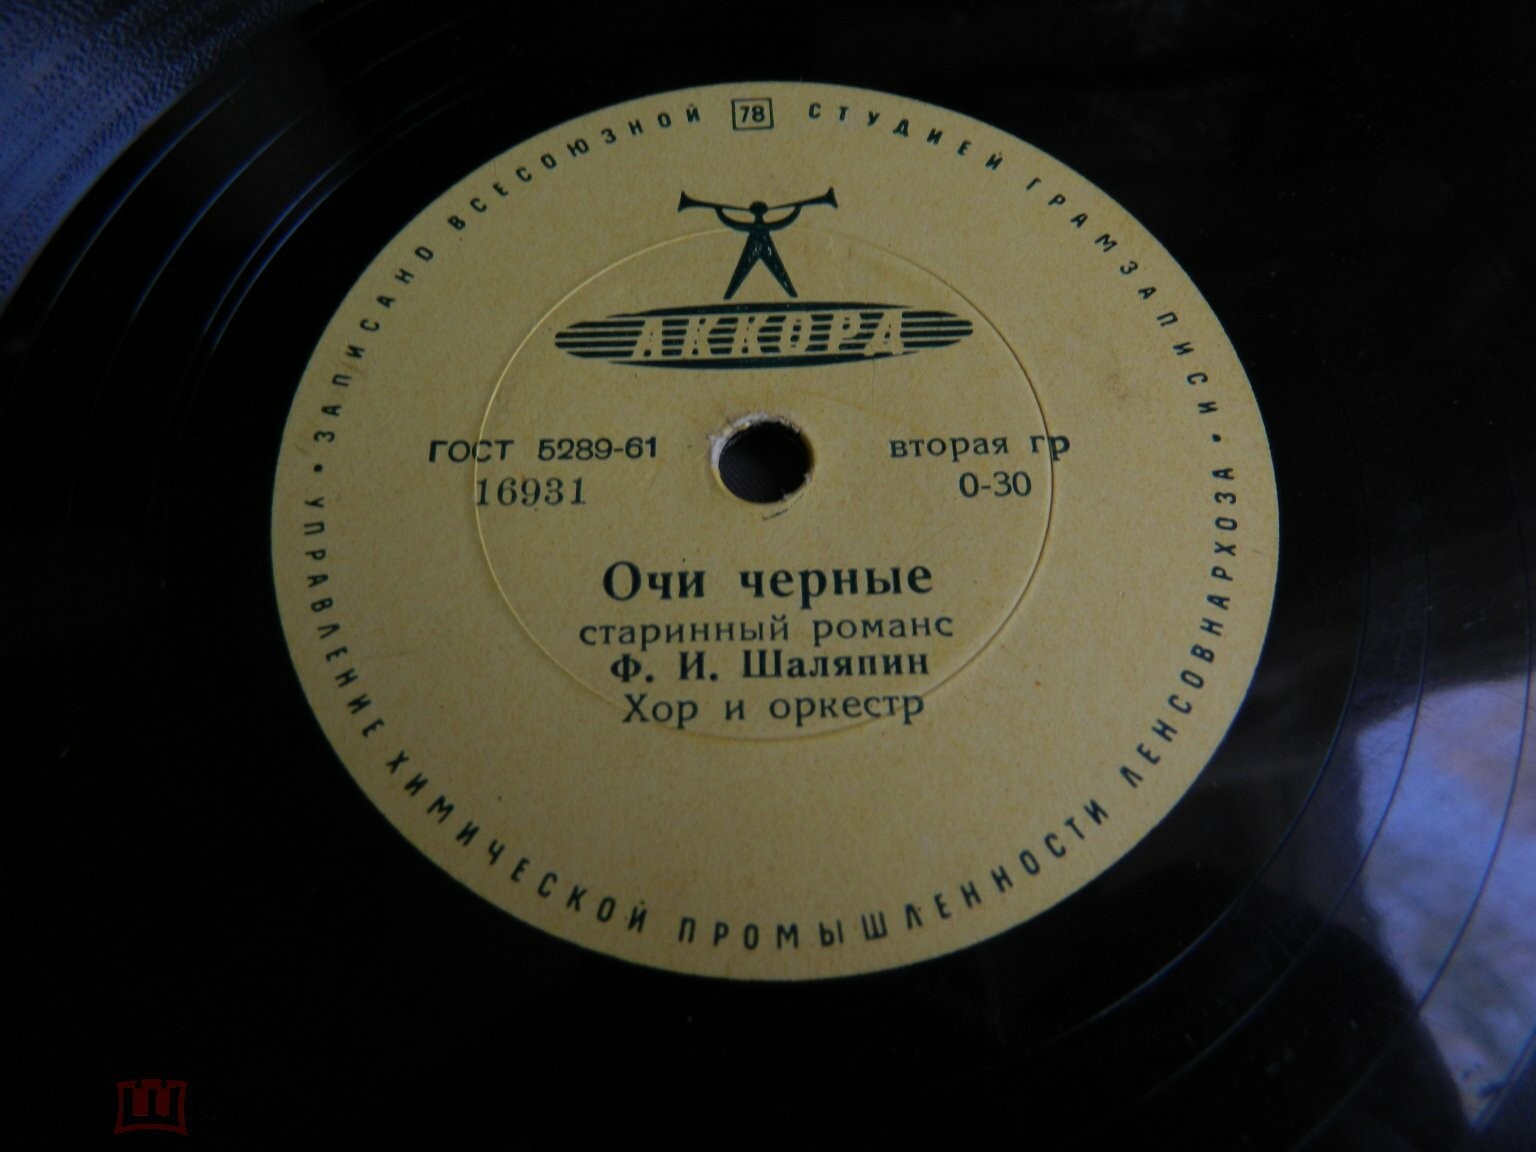 ЗАПИСАНО ВСЕСОЮЗНОЙ 78 СТУДИЕЙ ГРАМЗАПИСИ
АККОРД
ГОСТ 5289-61
16931
вторая гр
0-30
Очи черные
старинный романс
Ф. И. Шаляпин
Хор и оркестр
• УПРАВЛЕНИЕ ХИМИЧЕСКОЙ ПРОМЫШЛЕННОСТИ ЛЕНСОВНАРХОЗА •